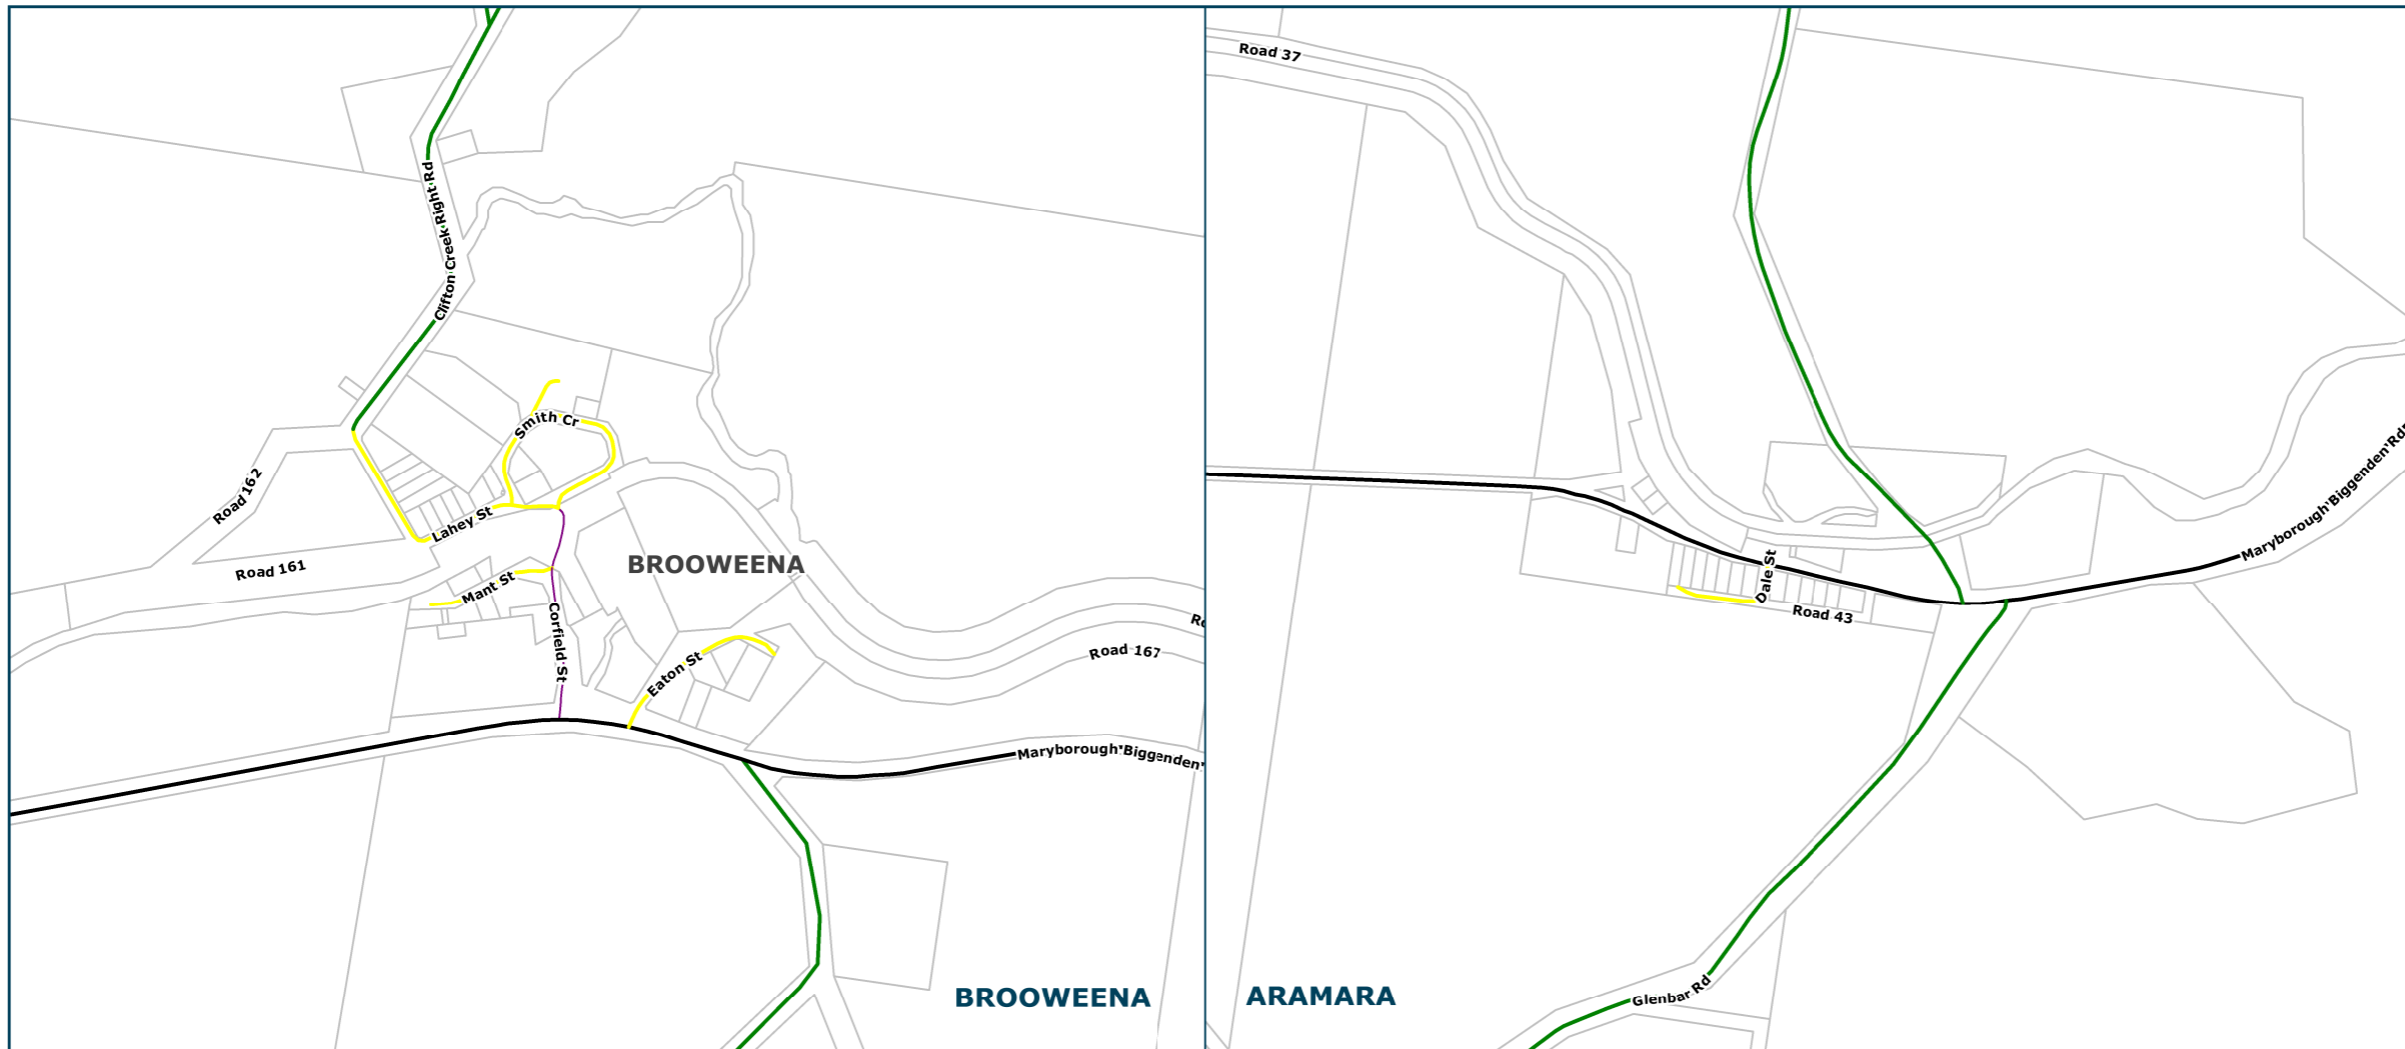 Clifton Creek Right Rd
Smith Cr
Road 162
Lahey St
Road 161
BROOWEENA
Mant St
Corfield St
Road 167
Eaton St
Maryborough Biggenden
BROOWEENA
Road 37
Maryborough Biggenden Rd
Dale St
Road 43
Glenbar Rd
ARAMARA